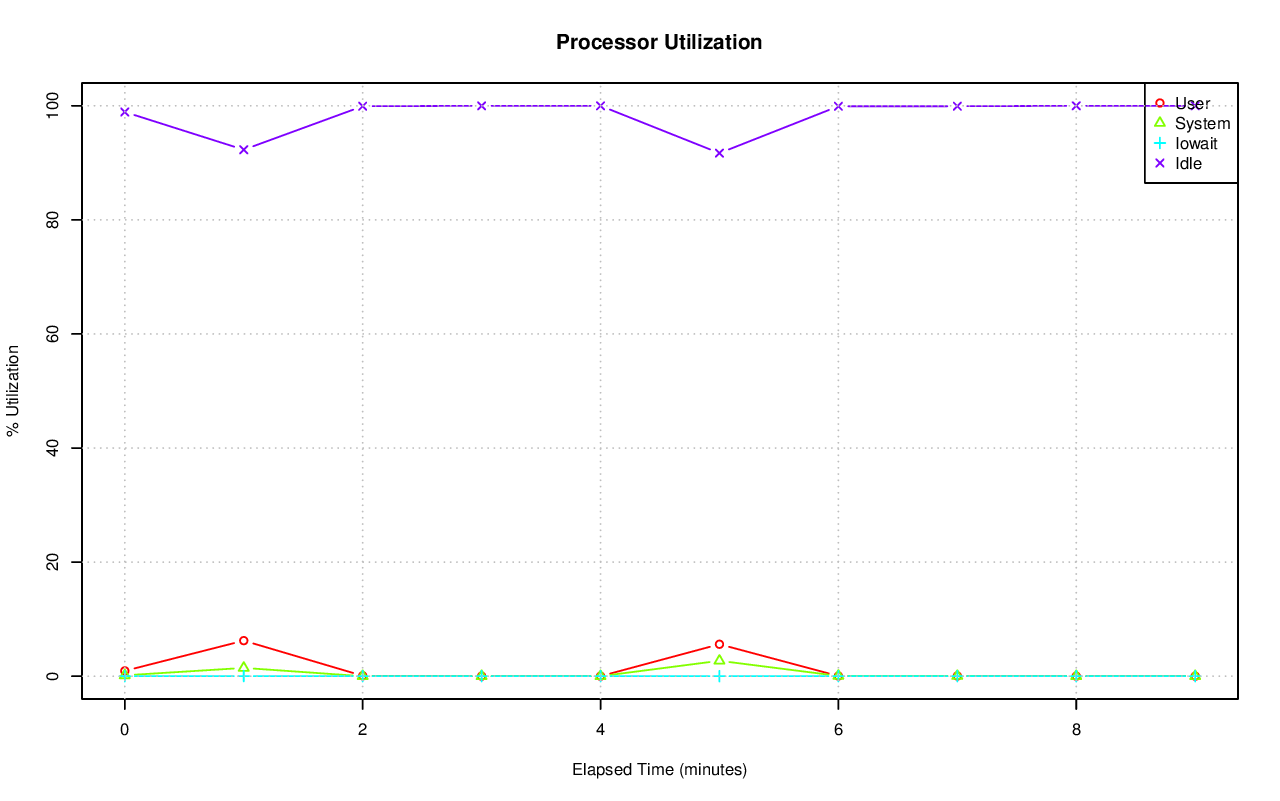 Processor Utilization
100
80
60
40
20
0
% Utilization
User
System
Iowait
Idle
0 2 4 6 8
Elapsed Time (minutes)